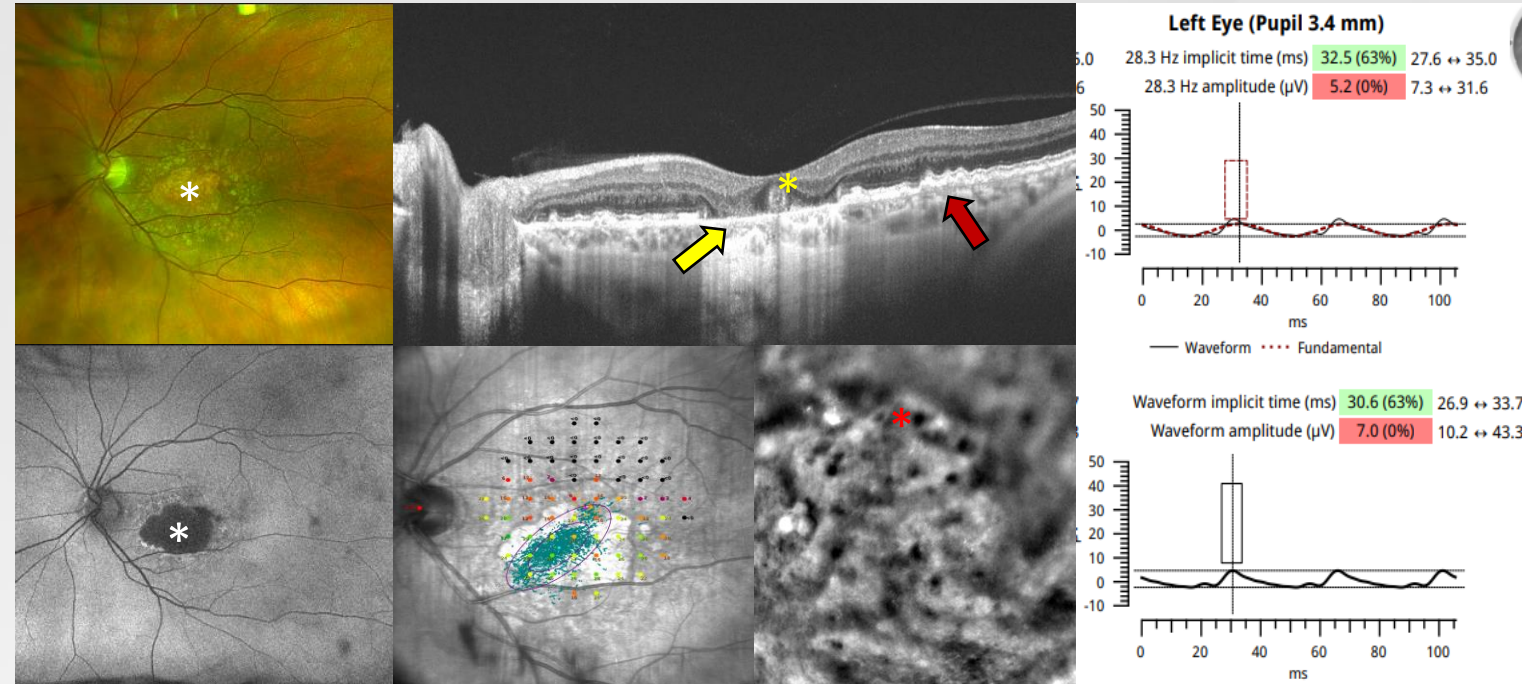 Left Eye (Pupil 3.4 mm)
28.3 Hz implicit time (ms) 32.5 (63%) 27.6 ↔ 35.0
28.3 Hz amplitude (µV) 5.2 (0%) 7.3 ↔ 31.6
50
40
30
20
10
0
-10
0 20 40 60 80 100
ms
Waveform Fundamental
Waveform implicit time (ms) 30.6 (63%) 26.9 ↔ 33.7
Waveform amplitude (µV) 7.0 (0%) 10.2 ↔ 43.3
50
40
30
20
10
0
-10
0 20 40 60 80 100
ms